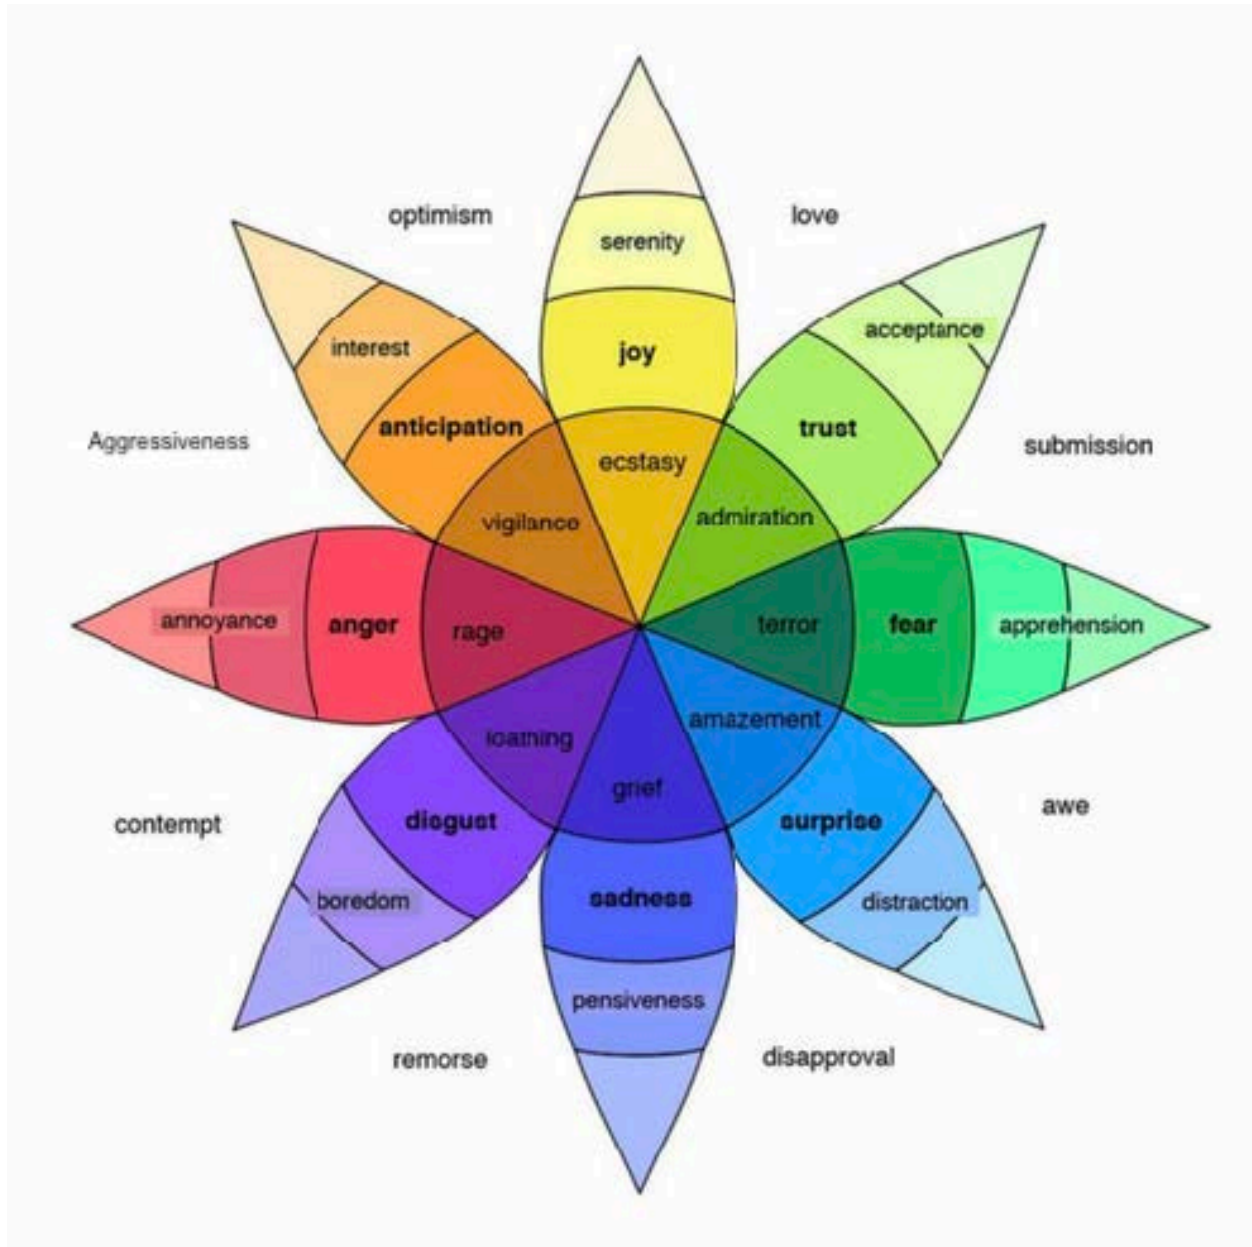 optimism
love
serenity
acceptance
interest
joy
anticipation
trust
Aggressiveness
submission
ecstasy
vigilance
admiration
annoyance
anger
rage
terror
fear
apprehension
amazement
loathing
grief
contempt
disgust
surprise
awe
boredom
sadness
distraction
pensiveness
remorse
disapproval